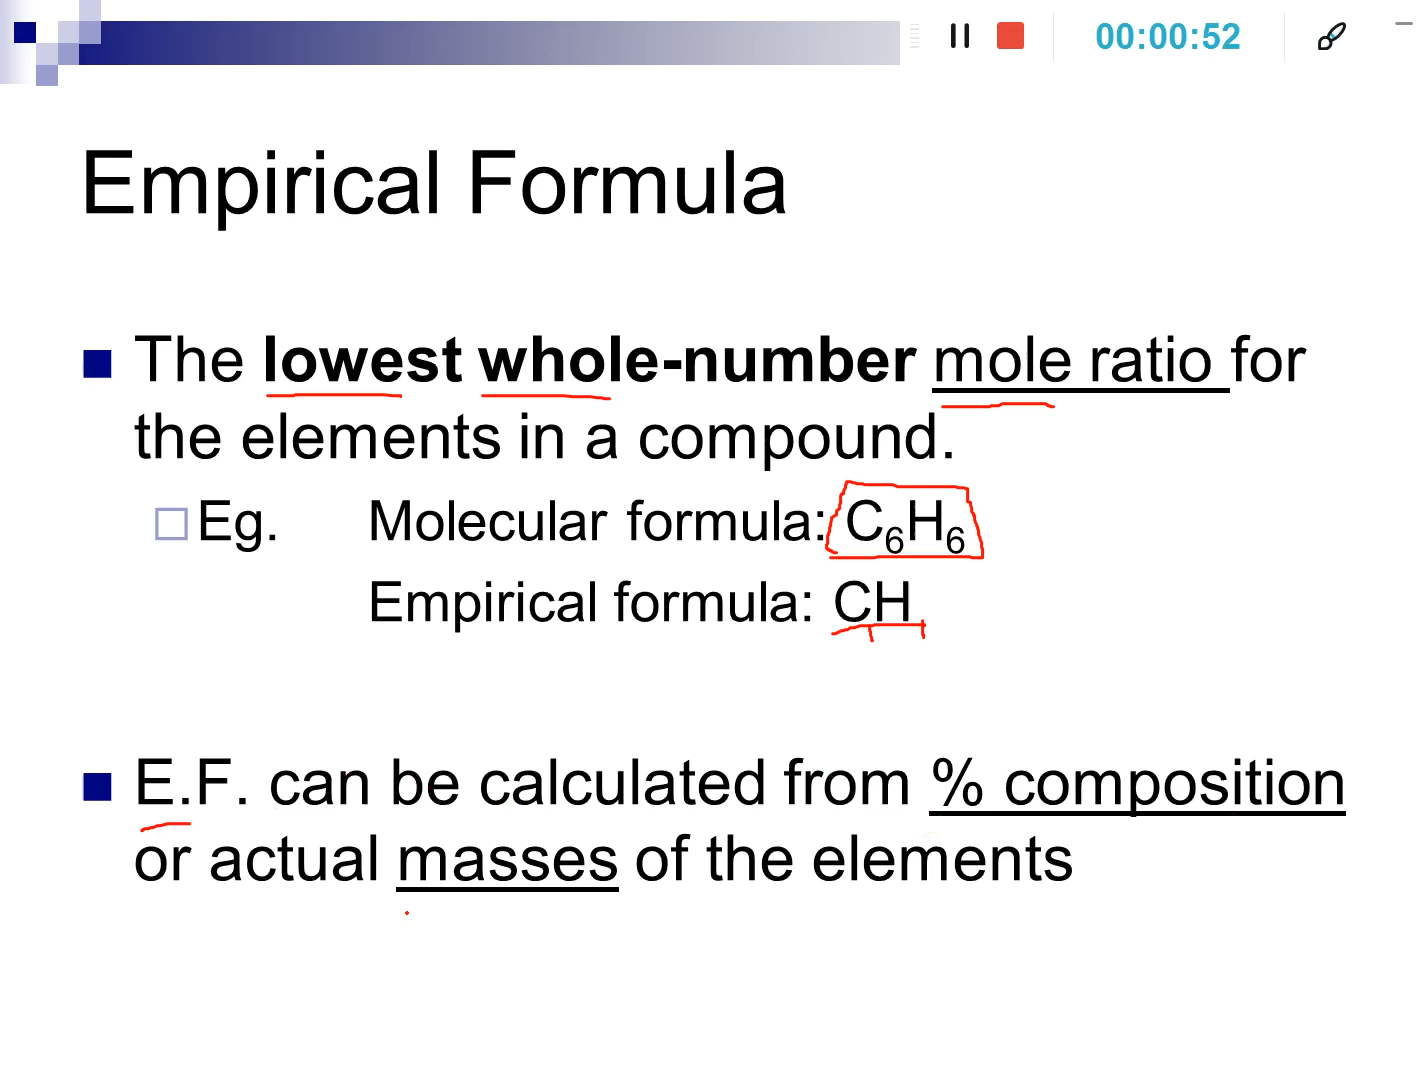 00:00:52
Empirical Formula
The lowest whole-number mole ratio for
the elements in a compound.
Eg. Molecular formula: C₆H₆
Empirical formula: CH
E.F. can be calculated from % composition
or actual masses of the elements